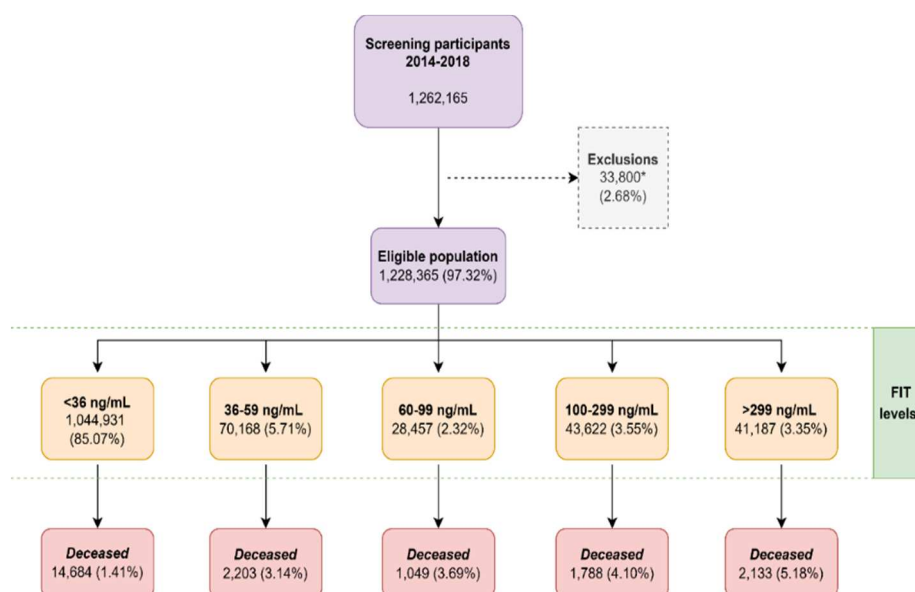 Screening participants
2014-2018
1,262,165
Exclusions
33,800*
(2.68%)
Eligible population
1,228,365 (97.32%)
<36 ng/mL
1,044,931
(85.07%)
36-59 ng/mL
70,168 (5.71%)
60-99 ng/mL
28,457 (2.32%)
100-299 ng/mL
43,622 (3.55%)
>299 ng/mL
41,187 (3.35%)
FIT
levels
Deceased
14,684 (1.41%)
Deceased
2,203 (3.14%)
Deceased
1,049 (3.69%)
Deceased
1,788 (4.10%)
Deceased
2,133 (5.18%)